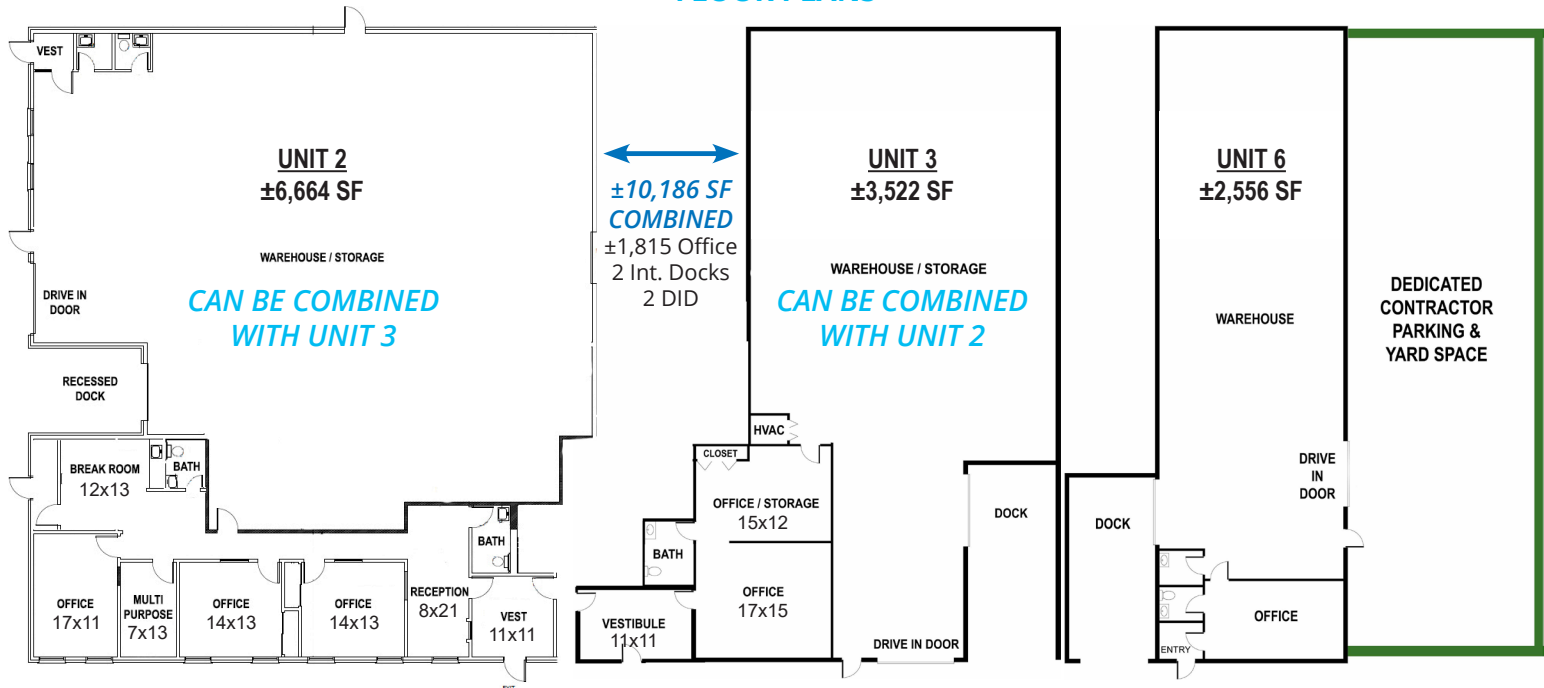 VEST
UNIT 2
±6,664 SF
WAREHOUSE / STORAGE
CAN BE COMBINED
WITH UNIT 3
DRIVE IN
DOOR
RECESSED
DOCK
BREAK ROOM
12x13
BATH
OFFICE
17x11
MULTI
PURPOSE
7x13
OFFICE
14x13
OFFICE
14x13
RECEPTION
8x21
BATH
VEST
11x11
±10,186 SF
COMBINED
±1,815 Office
2 Int. Docks
2 DID
UNIT 3
±3,522 SF
WAREHOUSE / STORAGE
CAN BE COMBINED
WITH UNIT 2
HVAC
CLOSET
OFFICE / STORAGE
15x12
BATH
OFFICE
17x15
VESTIBULE
11x11
DOCK
DRIVE IN DOOR
UNIT 6
±2,556 SF
WAREHOUSE
DRIVE
IN
DOOR
DOCK
OFFICE
ENTRY
DEDICATED
CONTRACTOR
PARKING &
YARD SPACE